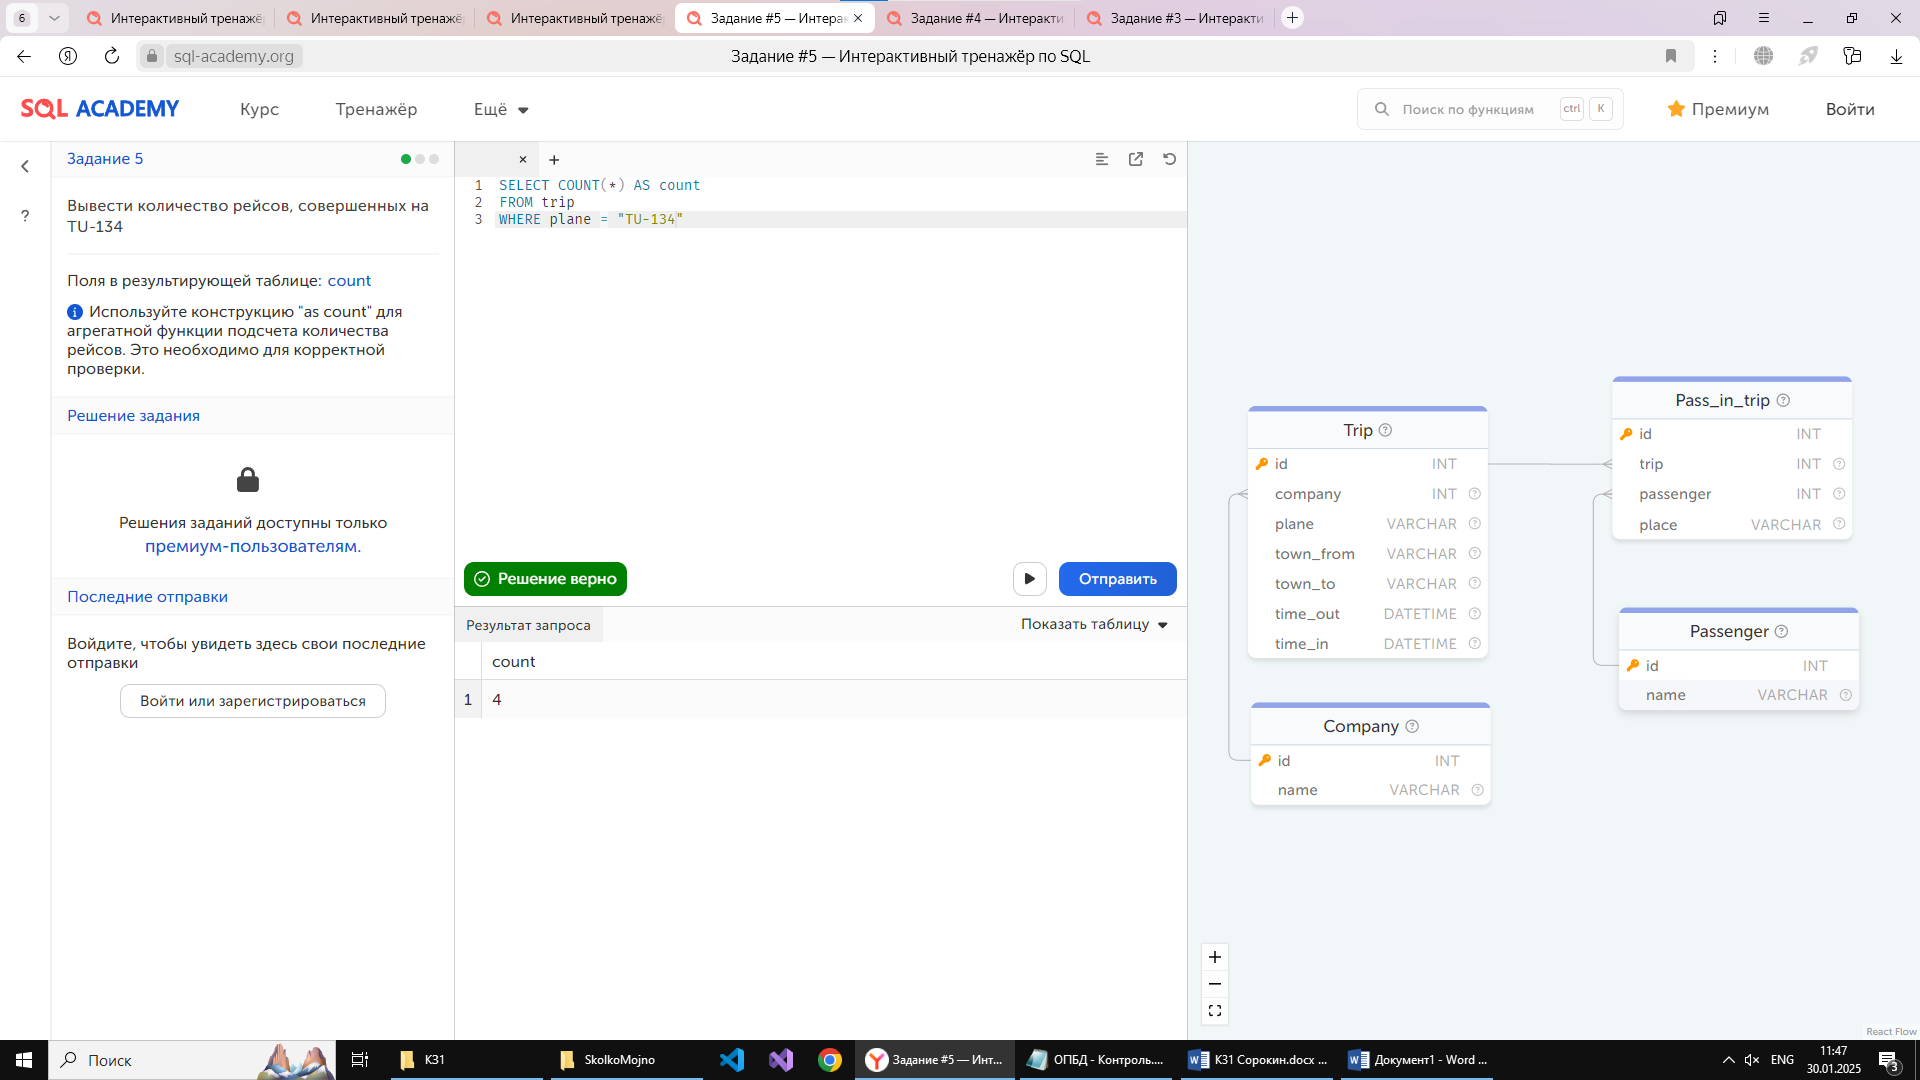 6
Интерактивный тренажё
Интерактивный тренажё
Интерактивный тренажё
Задание #5 — Интерак
Задание #4 — Интеракти
Задание #3 — Интеракти
sql-academy.org
Задание #5 — Интерактивный тренажёр по SQL
SQL ACADEMY
Курс
Тренажёр
Ещё
Поиск по функциям
ctrl
K
Премиум
Войти
Задание 5
Вывести количество рейсов, совершенных на
TU-134
Поля в результирующей таблице: count
Используйте конструкцию "as count" для
агрегатной функции подсчета количества
рейсов. Это необходимо для корректной
проверки.
Решение задания
Решения заданий доступны только
премиум-пользователям.
Последние отправки
Войдите, чтобы увидеть здесь свои последние
отправки
Войти или зарегистрироваться
1 SELECT COUNT(*) AS count
2 FROM trip
3 WHERE plane = "TU-134"
Решение верно
Отправить
Результат запроса
Показать таблицу
count
1 4
Trip
id INT
company INT
plane VARCHAR
town_from VARCHAR
town_to VARCHAR
time_out DATETIME
time_in DATETIME
Company
id INT
name VARCHAR
Pass_in_trip
id INT
trip INT
passenger INT
place VARCHAR
Passenger
id INT
name VARCHAR
React Flow
Поиск
К31
SkolkoMojno
Задание #5 — Инт...
ОПБД - Контроль....
К31 Сорокин.docx ...
Документ1 - Word ...
ENG
11:47
30.01.2025
3